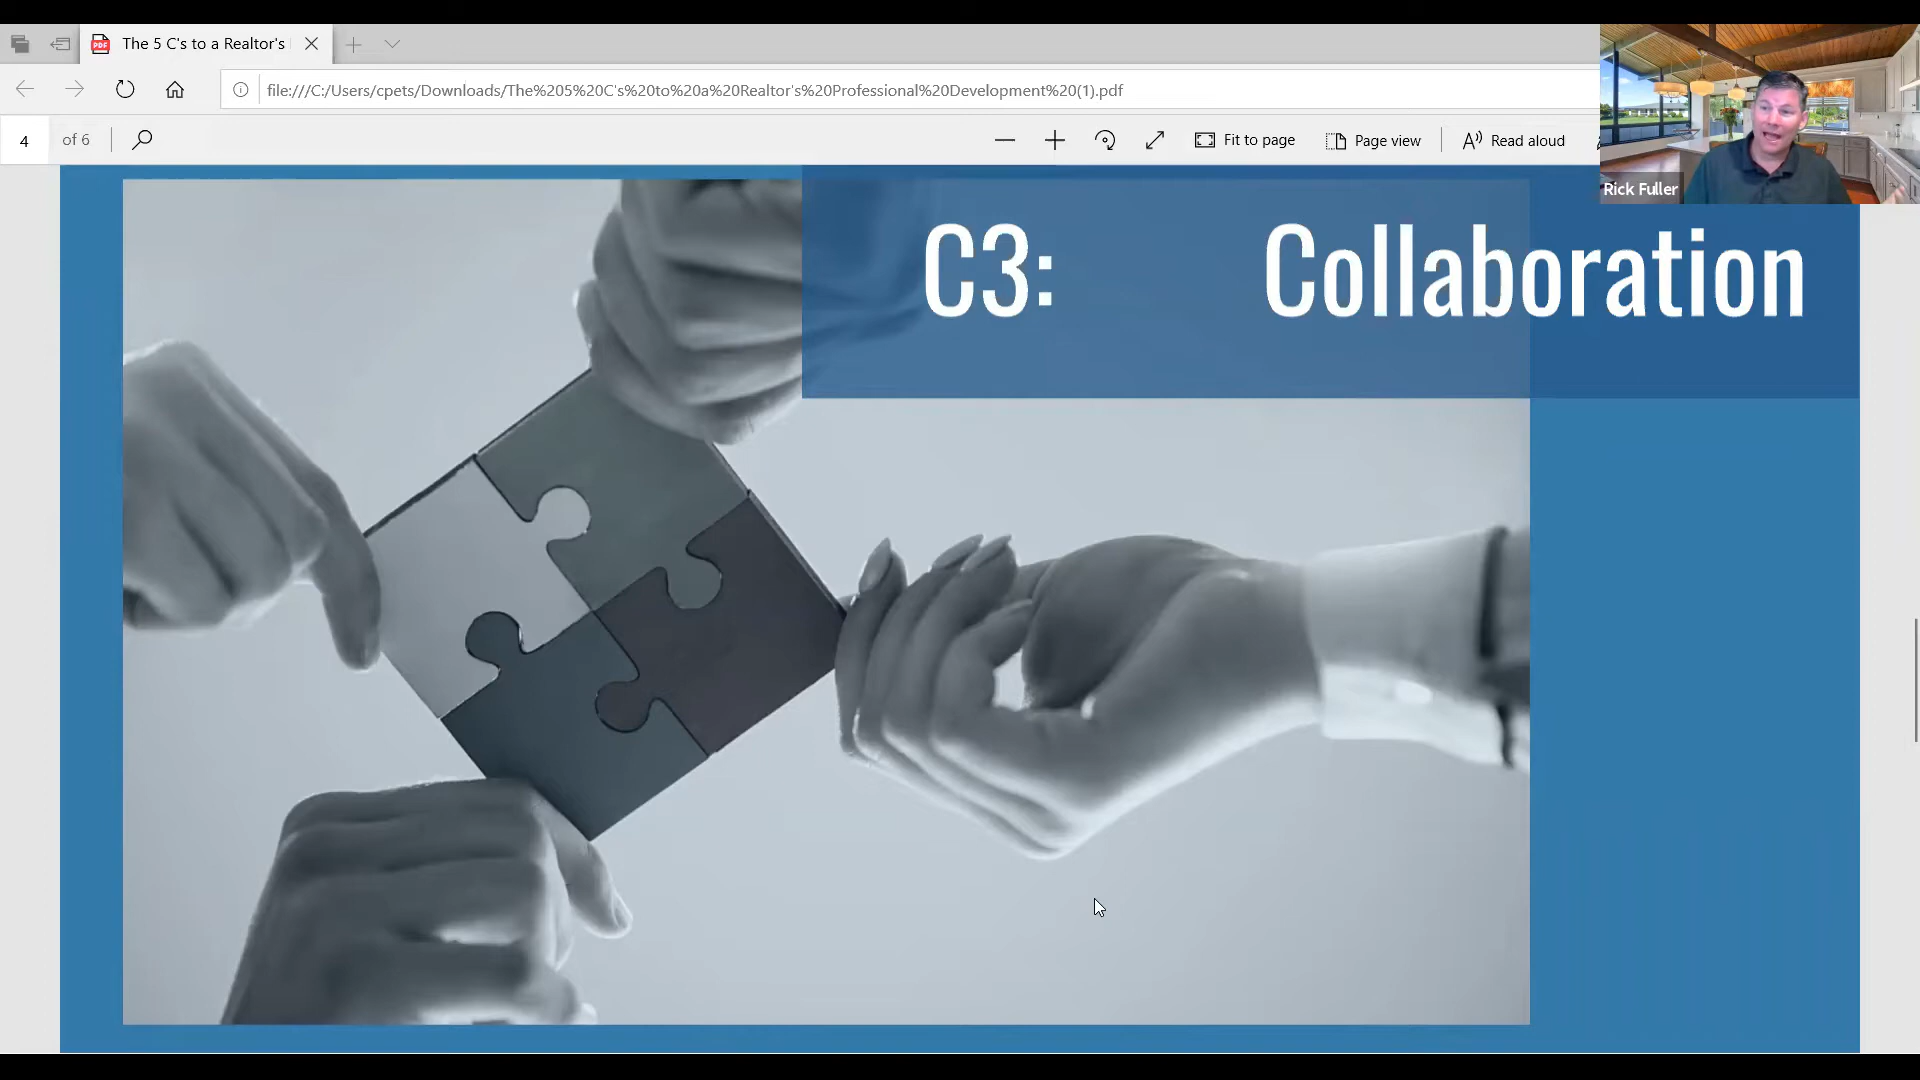 The 5 C's to a Realtor's
file:///C:/Users/cpets/Downloads/The%205%20C's%20to%20a%20Realtor's%20Professional%20Development%20(1).pdf
4 of 6
Fit to page
Page view
Read aloud
Rick Fuller
C3: Collaboration